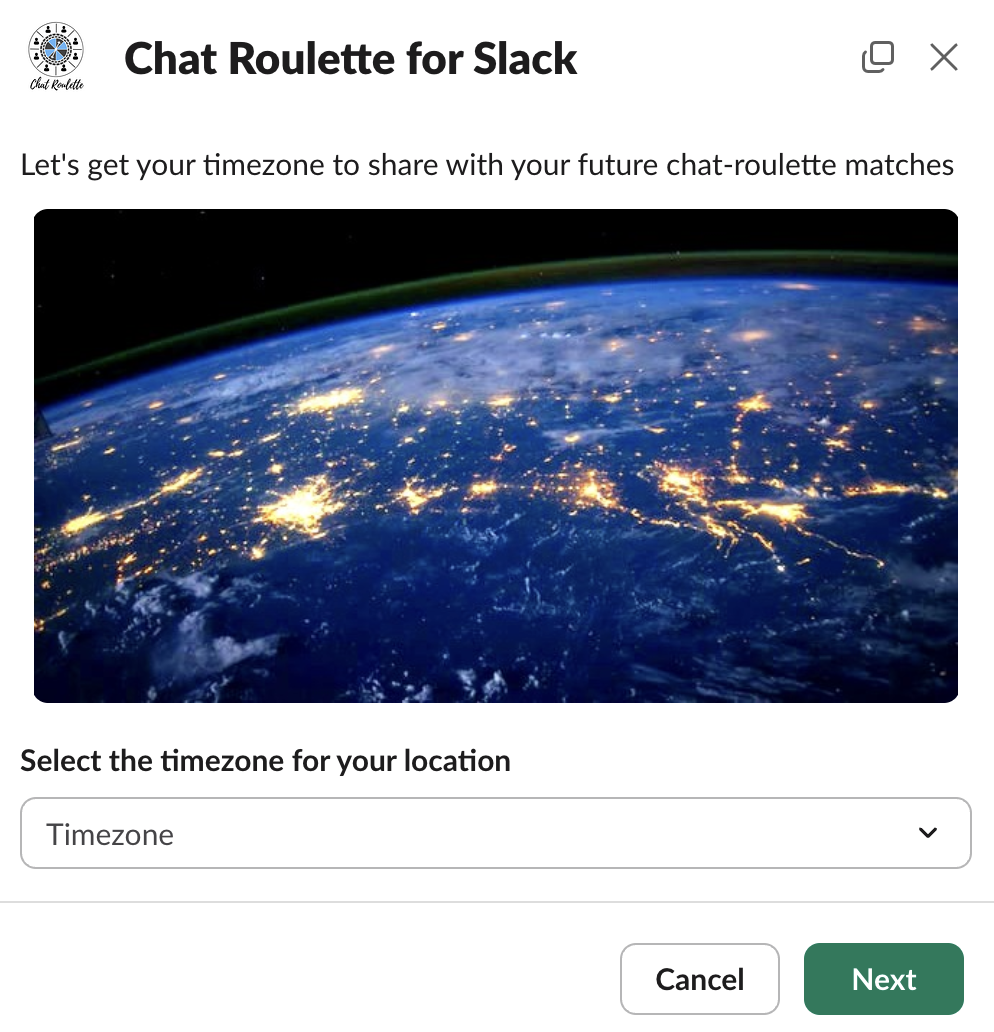 Chat Roulette
Chat Roulette for Slack
Let's get your timezone to share with your future chat-roulette matches
Select the timezone for your location
Timezone
Cancel
Next